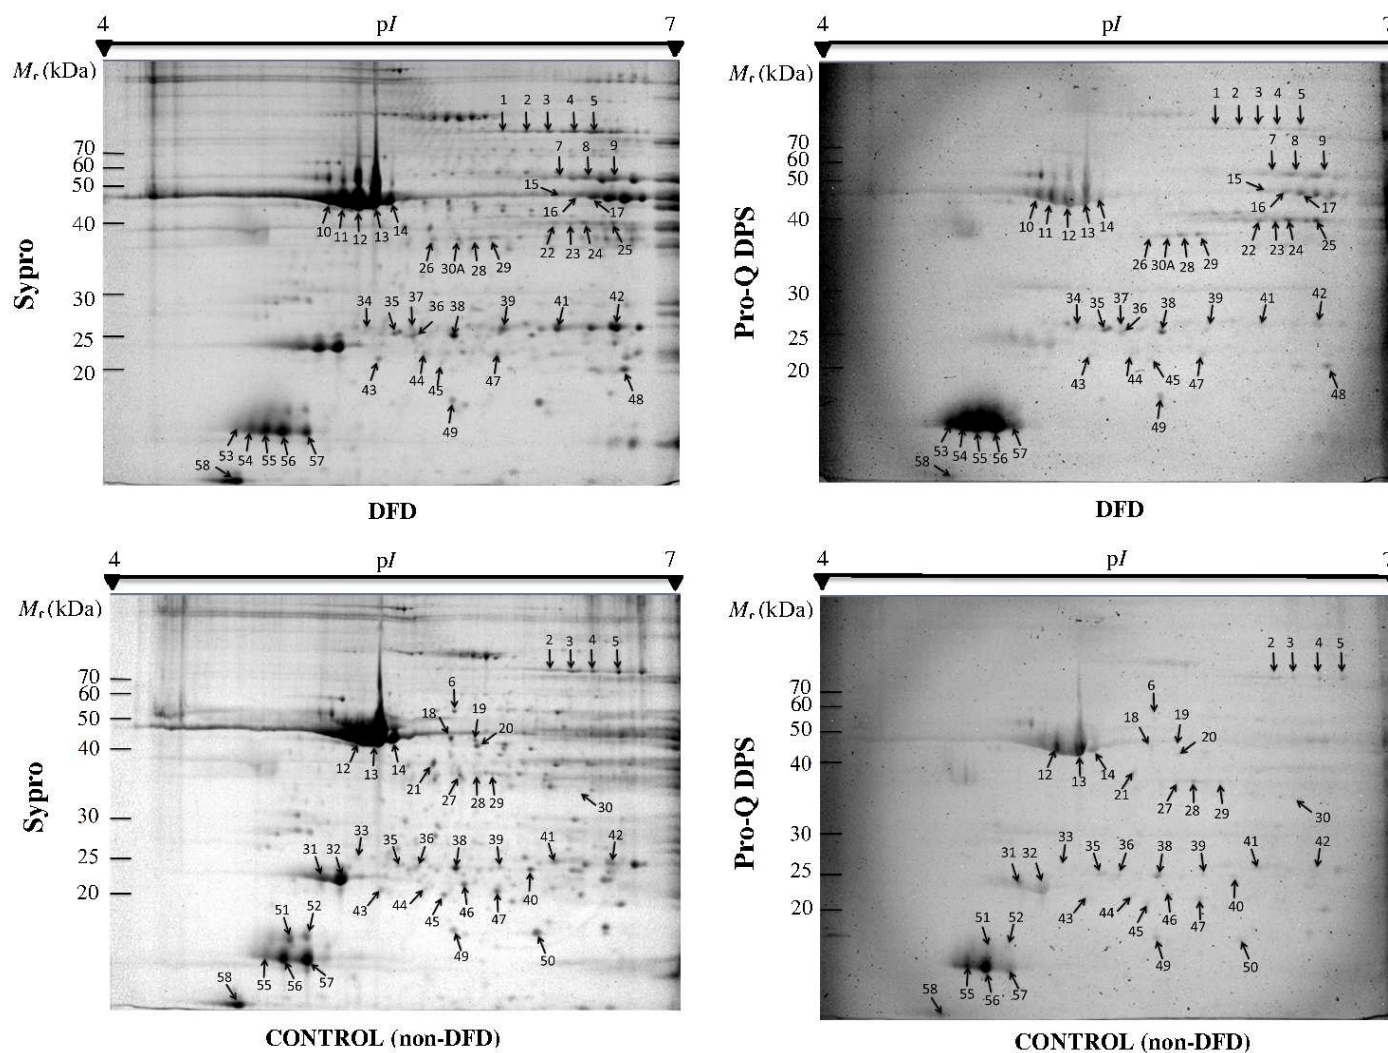 4 pI 7
Mr (kDa)
1 2 3 4 5
70
60
50
7 8 9
15
16 17
40
10 11 12 13 14
22 23 24 25
26 30A 28 29
30
34 35 37 36 38 39 41 42
25
20
43 44 45 47 48
49
53 54 55 56 57
58
Sypro
DFD
4 pI 7
Mr (kDa)
1 2 3 4 5
70
60
50
7 8 9
15
16 17
40
10 11 12 13 14
22 23 24 25
26 30A 28 29
30
34 35 37 36 38 39 41 42
25
20
43 44 45 47 48
49
53 54 55 56 57
58
Pro-Q DPS
DFD
4 pI 7
Mr (kDa)
2 3 4 5
70
60
50
6
18 19 20
40
12 13 14
21 27 28 29 30
30
33 35 36 38 39 41 42
25
31 32
20
43 44 45 46 47 40
51 52
49 50
55 56 57
58
Sypro
CONTROL (non-DFD)
4 pI 7
Mr (kDa)
2 3 4 5
70
60
50
6
18 19 20
40
12 13 14
21 27 28 29 30
30
33 35 36 38 39 41 42
25
31 32
20
43 44 45 46 47 40
51 52
49 50
55 56 57
58
Pro-Q DPS
CONTROL (non-DFD)